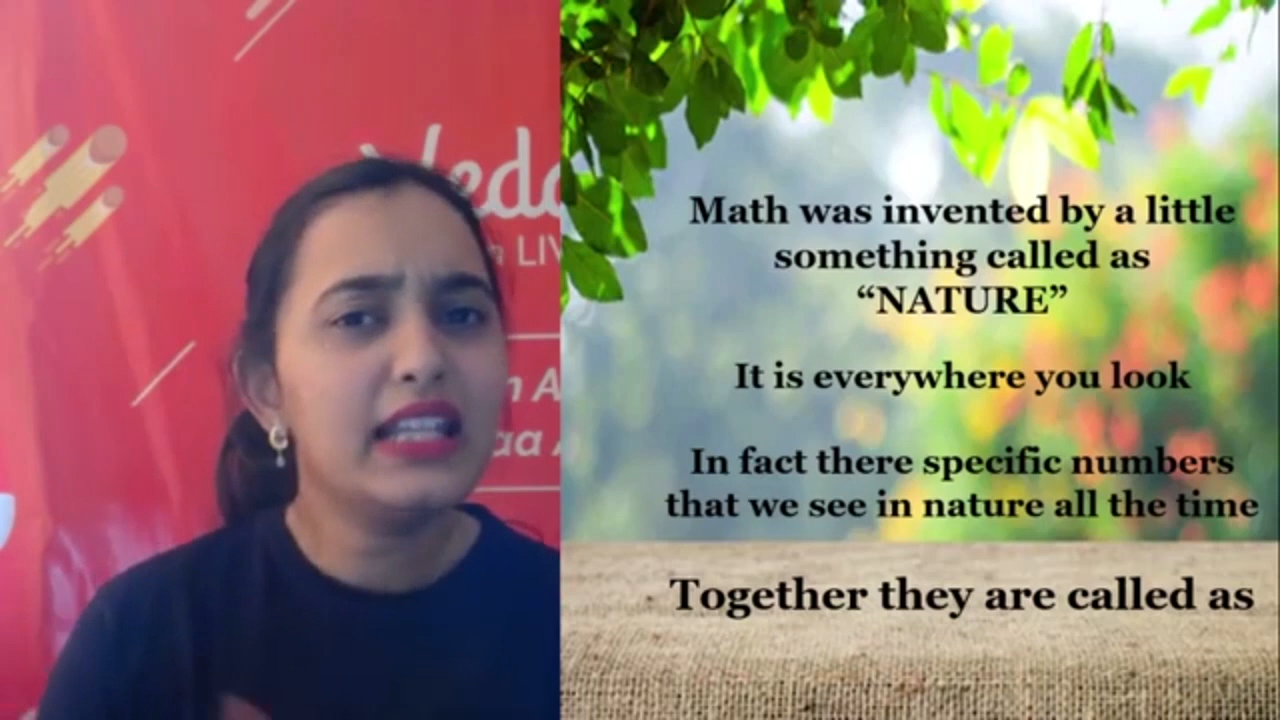 Math was invented by a little
something called as
“NATURE”
It is everywhere you look
In fact there specific numbers
that we see in nature all the time
Together they are called as